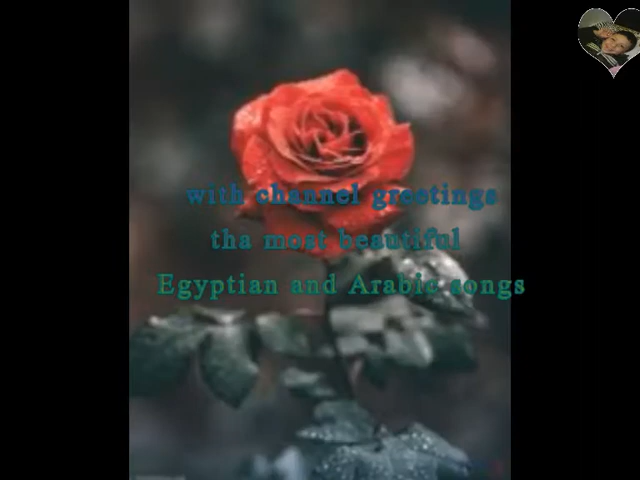 with channel greetings
tha most beautiful
Egyptian and Arabic songs